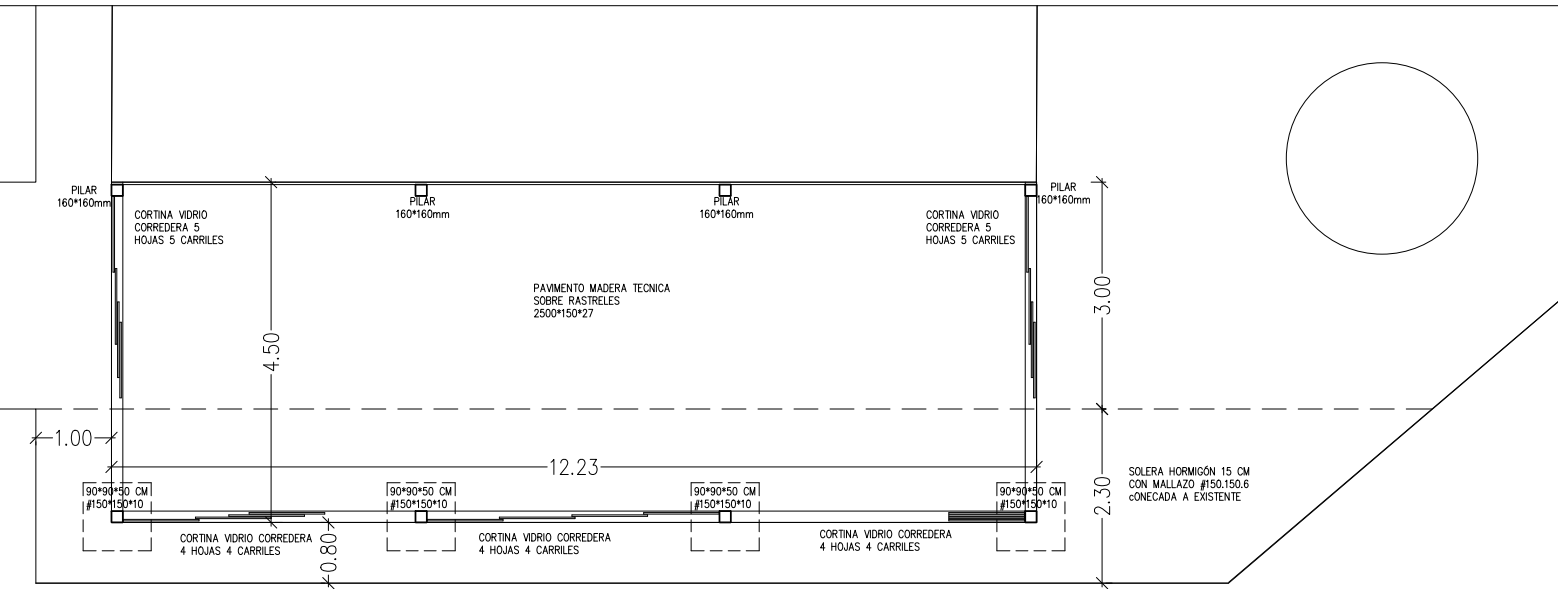 PILAR
160*160mm
CORTINA VIDRIO
CORREDERA 5
HOJAS 5 CARRILES
PILAR
160*160mm
PILAR
160*160mm
CORTINA VIDRIO
CORREDERA 5
HOJAS 5 CARRILES
PILAR
160*160mm
PAVIMENTO MADERA TECNICA
SOBRE RASTRELES
2500*150*27
4.50
3.00
1.00
12.23
2.30
0.80
90*90*50 CM
#150*150*10
90*90*50 CM
#150*150*10
90*90*50 CM
#150*150*10
90*90*50 CM
#150*150*10
SOLERA HORMIGÓN 15 CM
CON MALLAZO #150.150.6
cONECADA A EXISTENTE
CORTINA VIDRIO CORREDERA
4 HOJAS 4 CARRILES
CORTINA VIDRIO CORREDERA
4 HOJAS 4 CARRILES
CORTINA VIDRIO CORREDERA
4 HOJAS 4 CARRILES